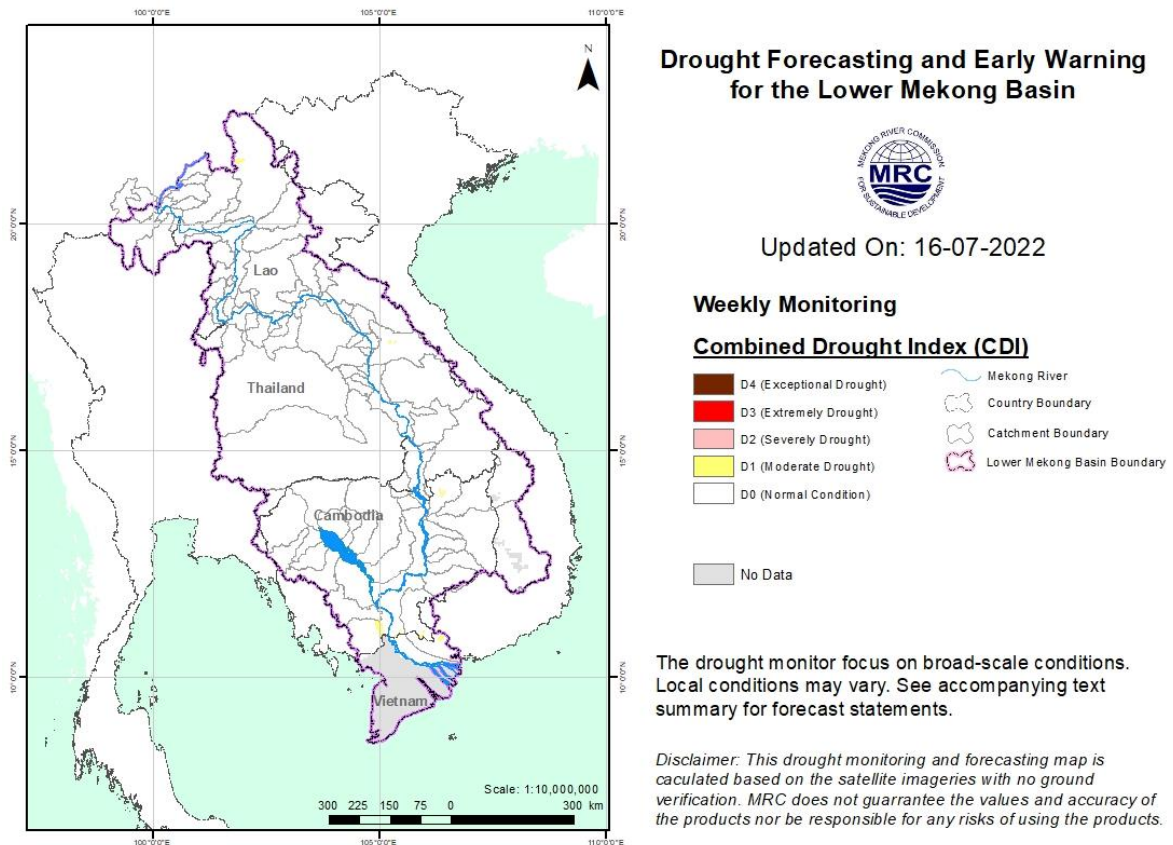 100°0'0"E 105°0'0"E 110°0'0"E
N
20°0'0"N 20°0'0"N
15°0'0"N 15°0'0"N
10°0'0"N 10°0'0"N
Lao
Thailand
Cambodia
Vietnam
Scale: 1:10,000,000
300 225 150 75 0 300 km
100°0'0"E 105°0'0"E 110°0'0"E
Drought Forecasting and Early Warning
for the Lower Mekong Basin
MEKONG RIVER COMMISSION
MRC
FOR SUSTAINABLE DEVELOPMENT
Updated On: 16-07-2022
Weekly Monitoring
Combined Drought Index (CDI)
D4 (Exceptional Drought)
D3 (Extremely Drought)
D2 (Severely Drought)
D1 (Moderate Drought)
D0 (Normal Condition)
No Data
Mekong River
Country Boundary
Catchment Boundary
Lower Mekong Basin Boundary
The drought monitor focus on broad-scale conditions.
Local conditions may vary. See accompanying text
summary for forecast statements.
Disclaimer: This drought monitoring and forecasting map is
caculated based on the satellite imageries with no ground
verification. MRC does not guarrantee the values and accuracy of
the products nor be responsible for any risks of using the products.